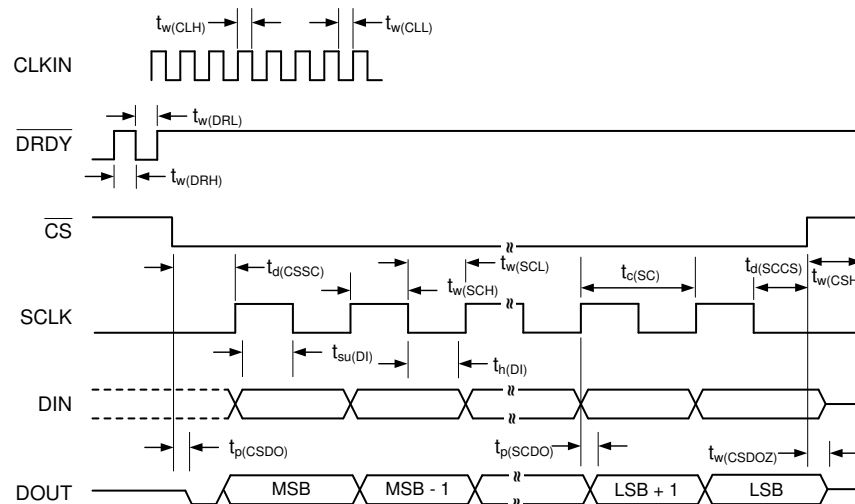 tw(CLH)
tw(CLL)
CLKIN
tw(DRL)
DRDY
tw(DRH)
CS
td(CSSC)
tw(SCL)
tc(SC)
td(SCCS)
tw(SCH)
tw(CSH
SCLK
tsu(DI)
th(DI)
DIN
tp(CSDO)
tp(SCDO)
tw(CSDOZ)
DOUT
MSB
MSB - 1
LSB + 1
LSB